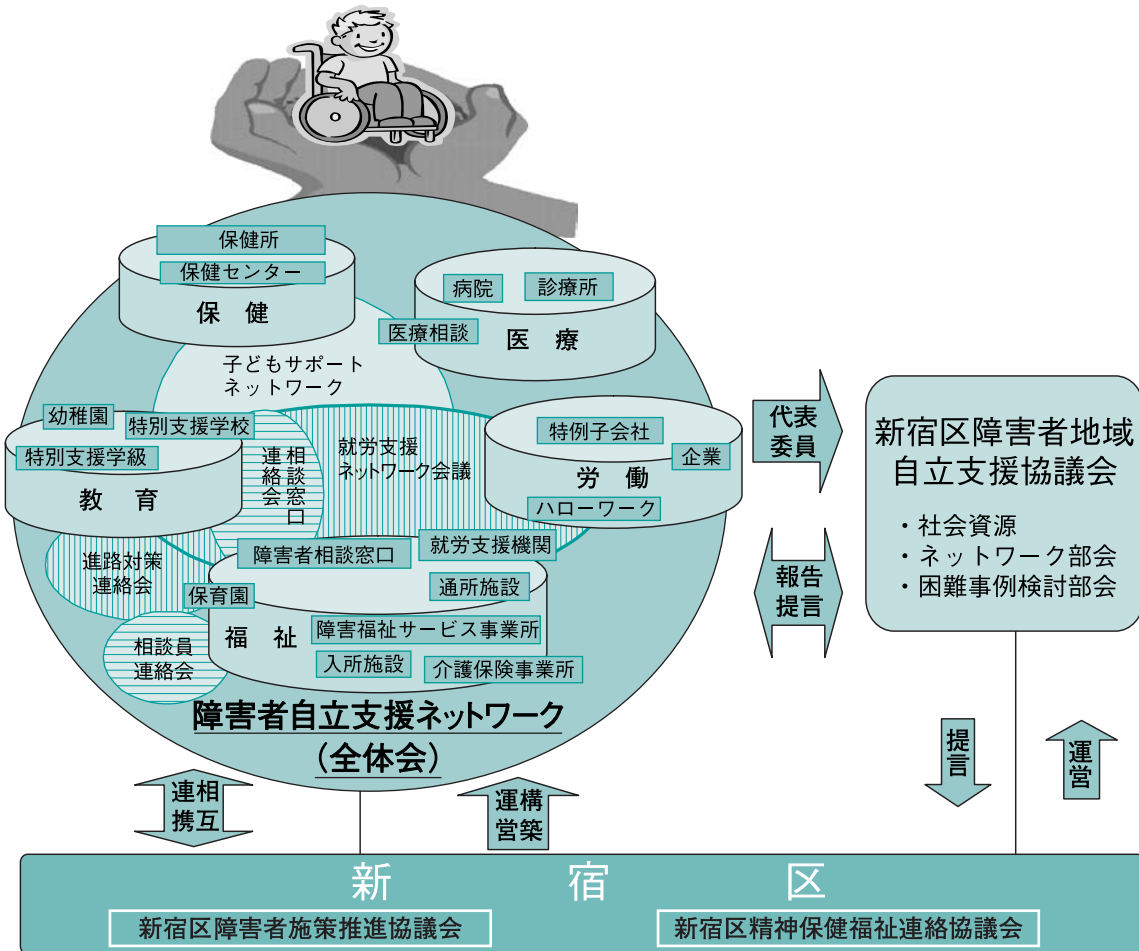 保健所
保健センター
保　健
病院
診療所
医療相談
医　療
子どもサポート
ネットワーク
幼稚園
特別支援学校
特別支援学級
教　育
相談窓口
連絡会
就労支援
ネットワーク会議
特例子会社
企業
労　働
ハローワーク
進路対策
連絡会
障害者相談窓口
就労支援機関
保育園
通所施設
福　祉
障害福祉サービス事業所
入所施設
介護保険事業所
相談員
連絡会
障害者自立支援ネットワーク
(全体会)
代表
委員
報告
提言
新宿区障害者地域
自立支援協議会
・社会資源
・ネットワーク部会
・困難事例検討部会
相互
連携
構築
運営
提言
運営
新　宿　区
新宿区障害者施策推進協議会
新宿区精神保健福祉連絡協議会